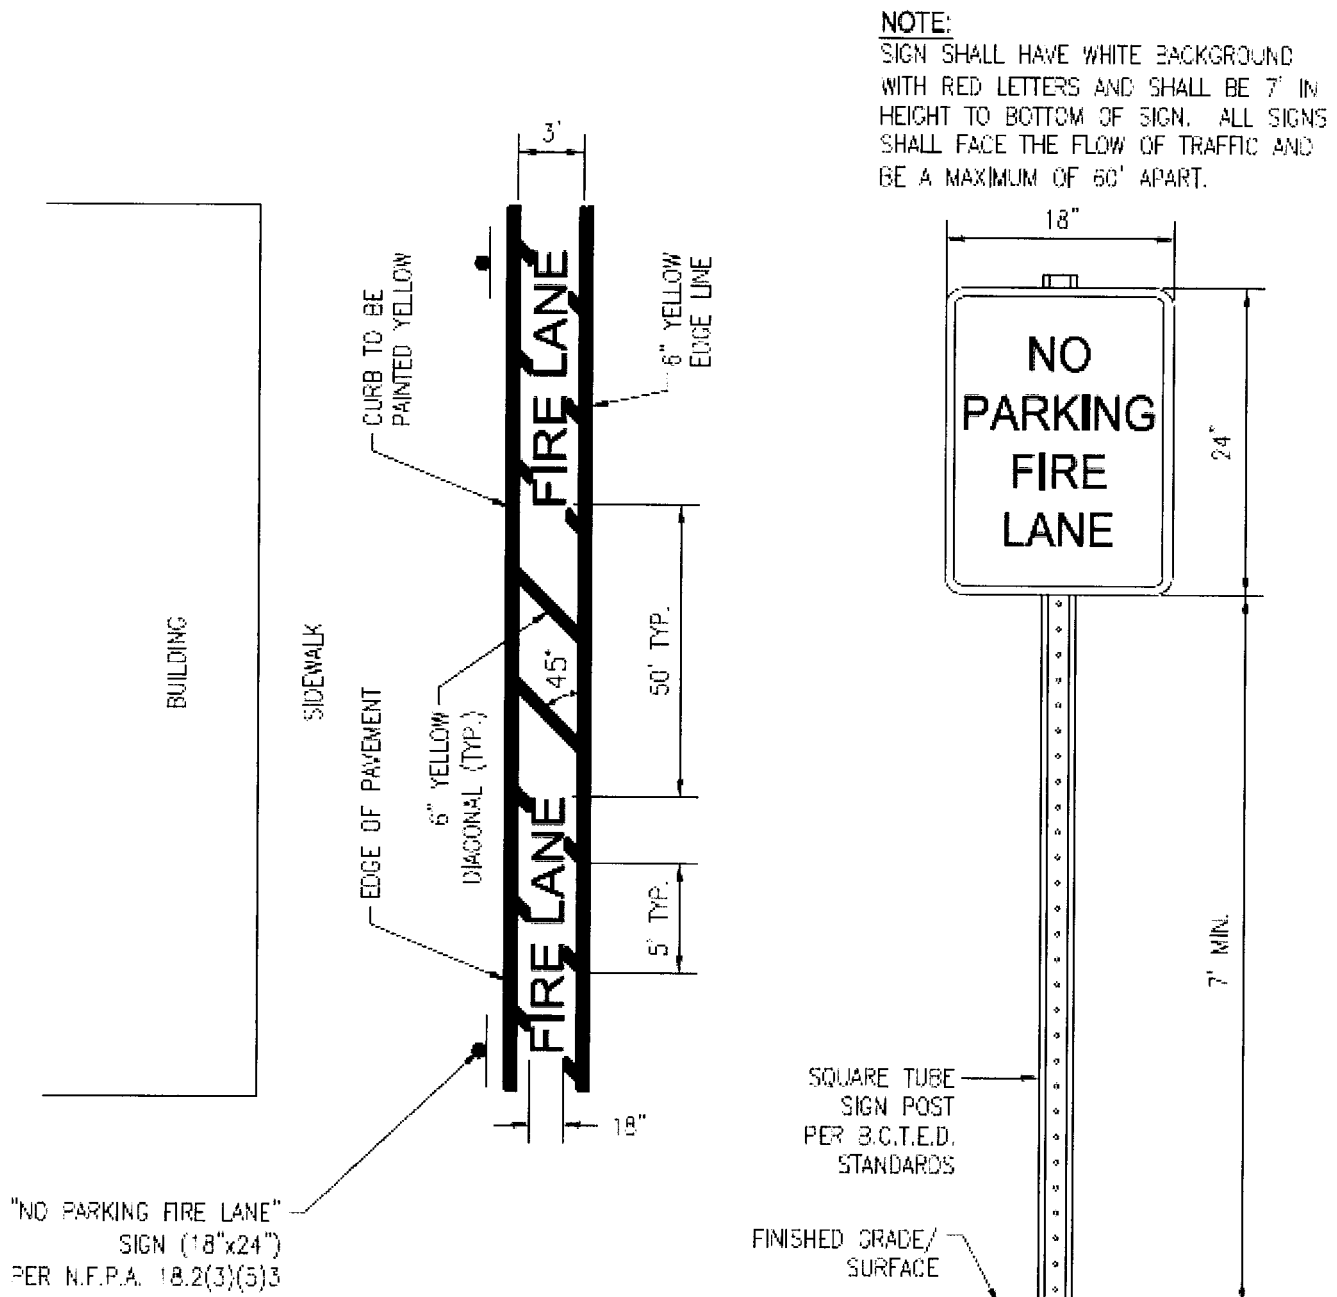 NOTE:
SIGN SHALL HAVE WHITE BACKGROUND
WITH RED LETTERS AND SHALL BE 7' IN
HEIGHT TO BOTTOM OF SIGN. ALL SIGNS
SHALL FACE THE FLOW OF TRAFFIC AND
BE A MAXIMUM OF 60' APART.
3'
18"
CURB TO BE
PAINTED YELLOW
6" YELLOW
EDGE LINE
FIRE LANE
NO
PARKING
FIRE
LANE
24"
BUILDING
SIDEWALK
50' TYP.
45°
6" YELLOW
DIAGONAL (TYP.)
EDGE OF PAVEMENT
FIRE LANE
5' TYP.
7' MIN.
18"
SQUARE TUBE
SIGN POST
PER B.C.T.E.D.
STANDARDS
"NO PARKING FIRE LANE"
SIGN (18"x24")
PER N.F.P.A. 18.2(3)(5)3
FINISHED GRADE/
SURFACE